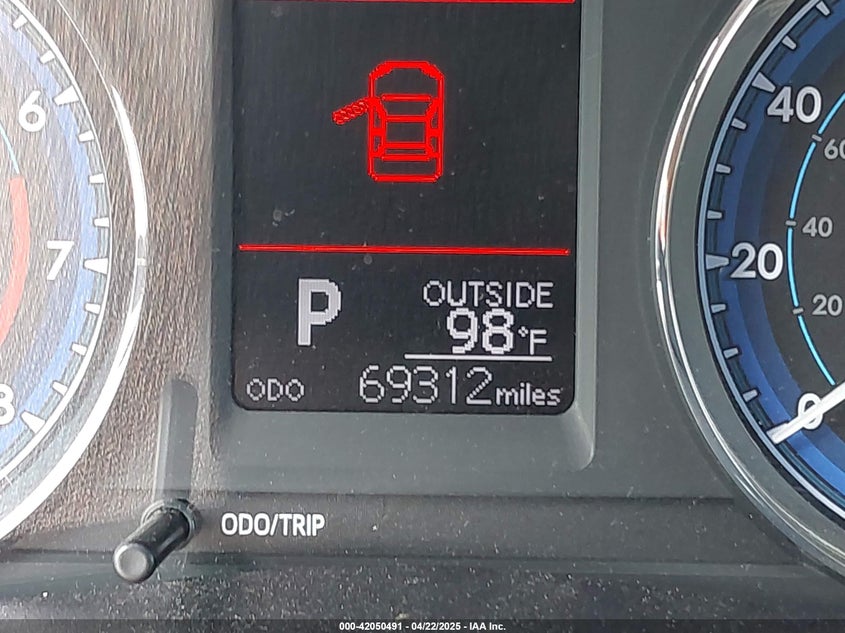 6
7
8
P
OUTSIDE
98°F
ODO 69312 miles
ODO/TRIP
40
60
40
20
20
0
000-42050491 - 04/22/2025 - IAA Inc.